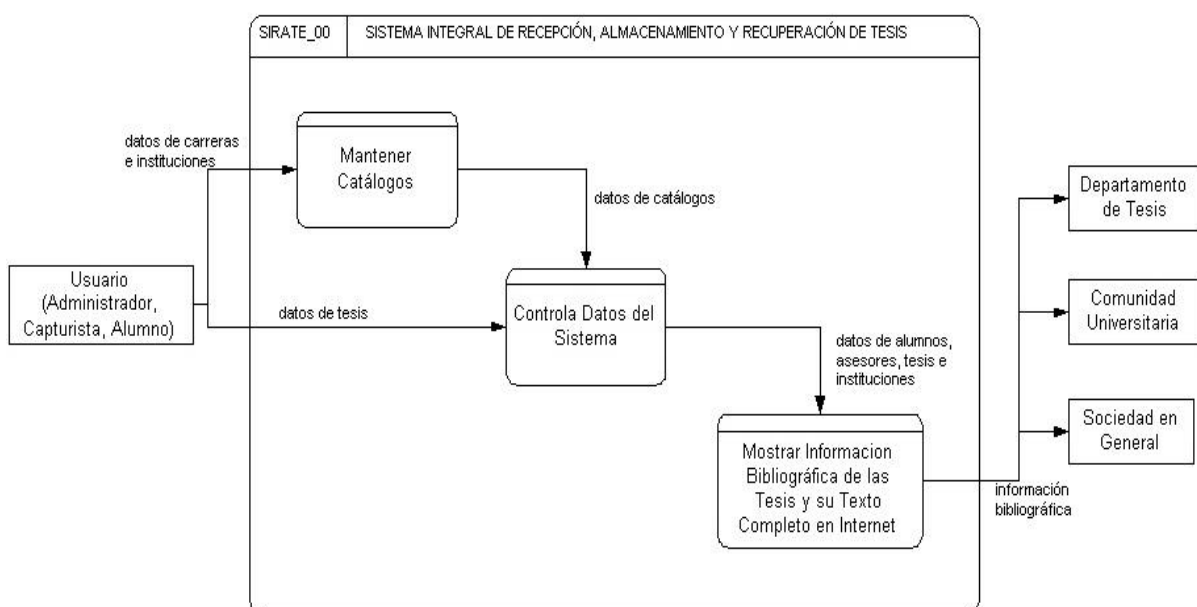 SIRATE_00
SISTEMA INTEGRAL DE RECEPCIÓN, ALMACENAMIENTO Y RECUPERACIÓN DE TESIS
datos de carreras
e instituciones
Mantener
Catálogos
datos de catálogos
Usuario
(Administrador,
Capturista, Alumno)
datos de tesis
Controla Datos del
Sistema
datos de alumnos,
asesores, tesis e
instituciones
Mostrar Informacion
Bibliográfica de las
Tesis y su Texto
Completo en Internet
información
bibliográfica
Departamento
de Tesis
Comunidad
Universitaria
Sociedad en
General